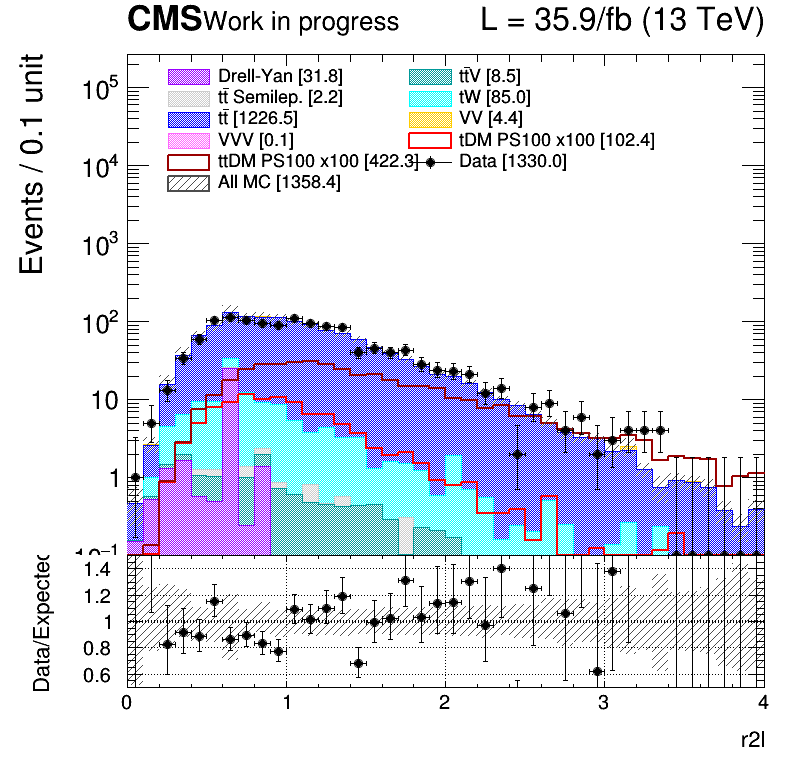 CMS Work in progress L = 35.9/fb (13 TeV)
Events / 0.1 unit
Drell-Yan [31.8] tt̄V [8.5]
tt̄ Semilep. [2.2] tW [85.0]
tt̄ [1226.5] VV [4.4]
VVV [0.1] tDM PS100 x100 [102.4]
ttDM PS100 x100 [422.3] Data [1330.0]
All MC [1358.4]
10⁵
10⁴
10³
10²
10
1
10⁻¹
Data/Expected
1.4
1.2
1
0.8
0.6
0 1 2 3 4
r2l